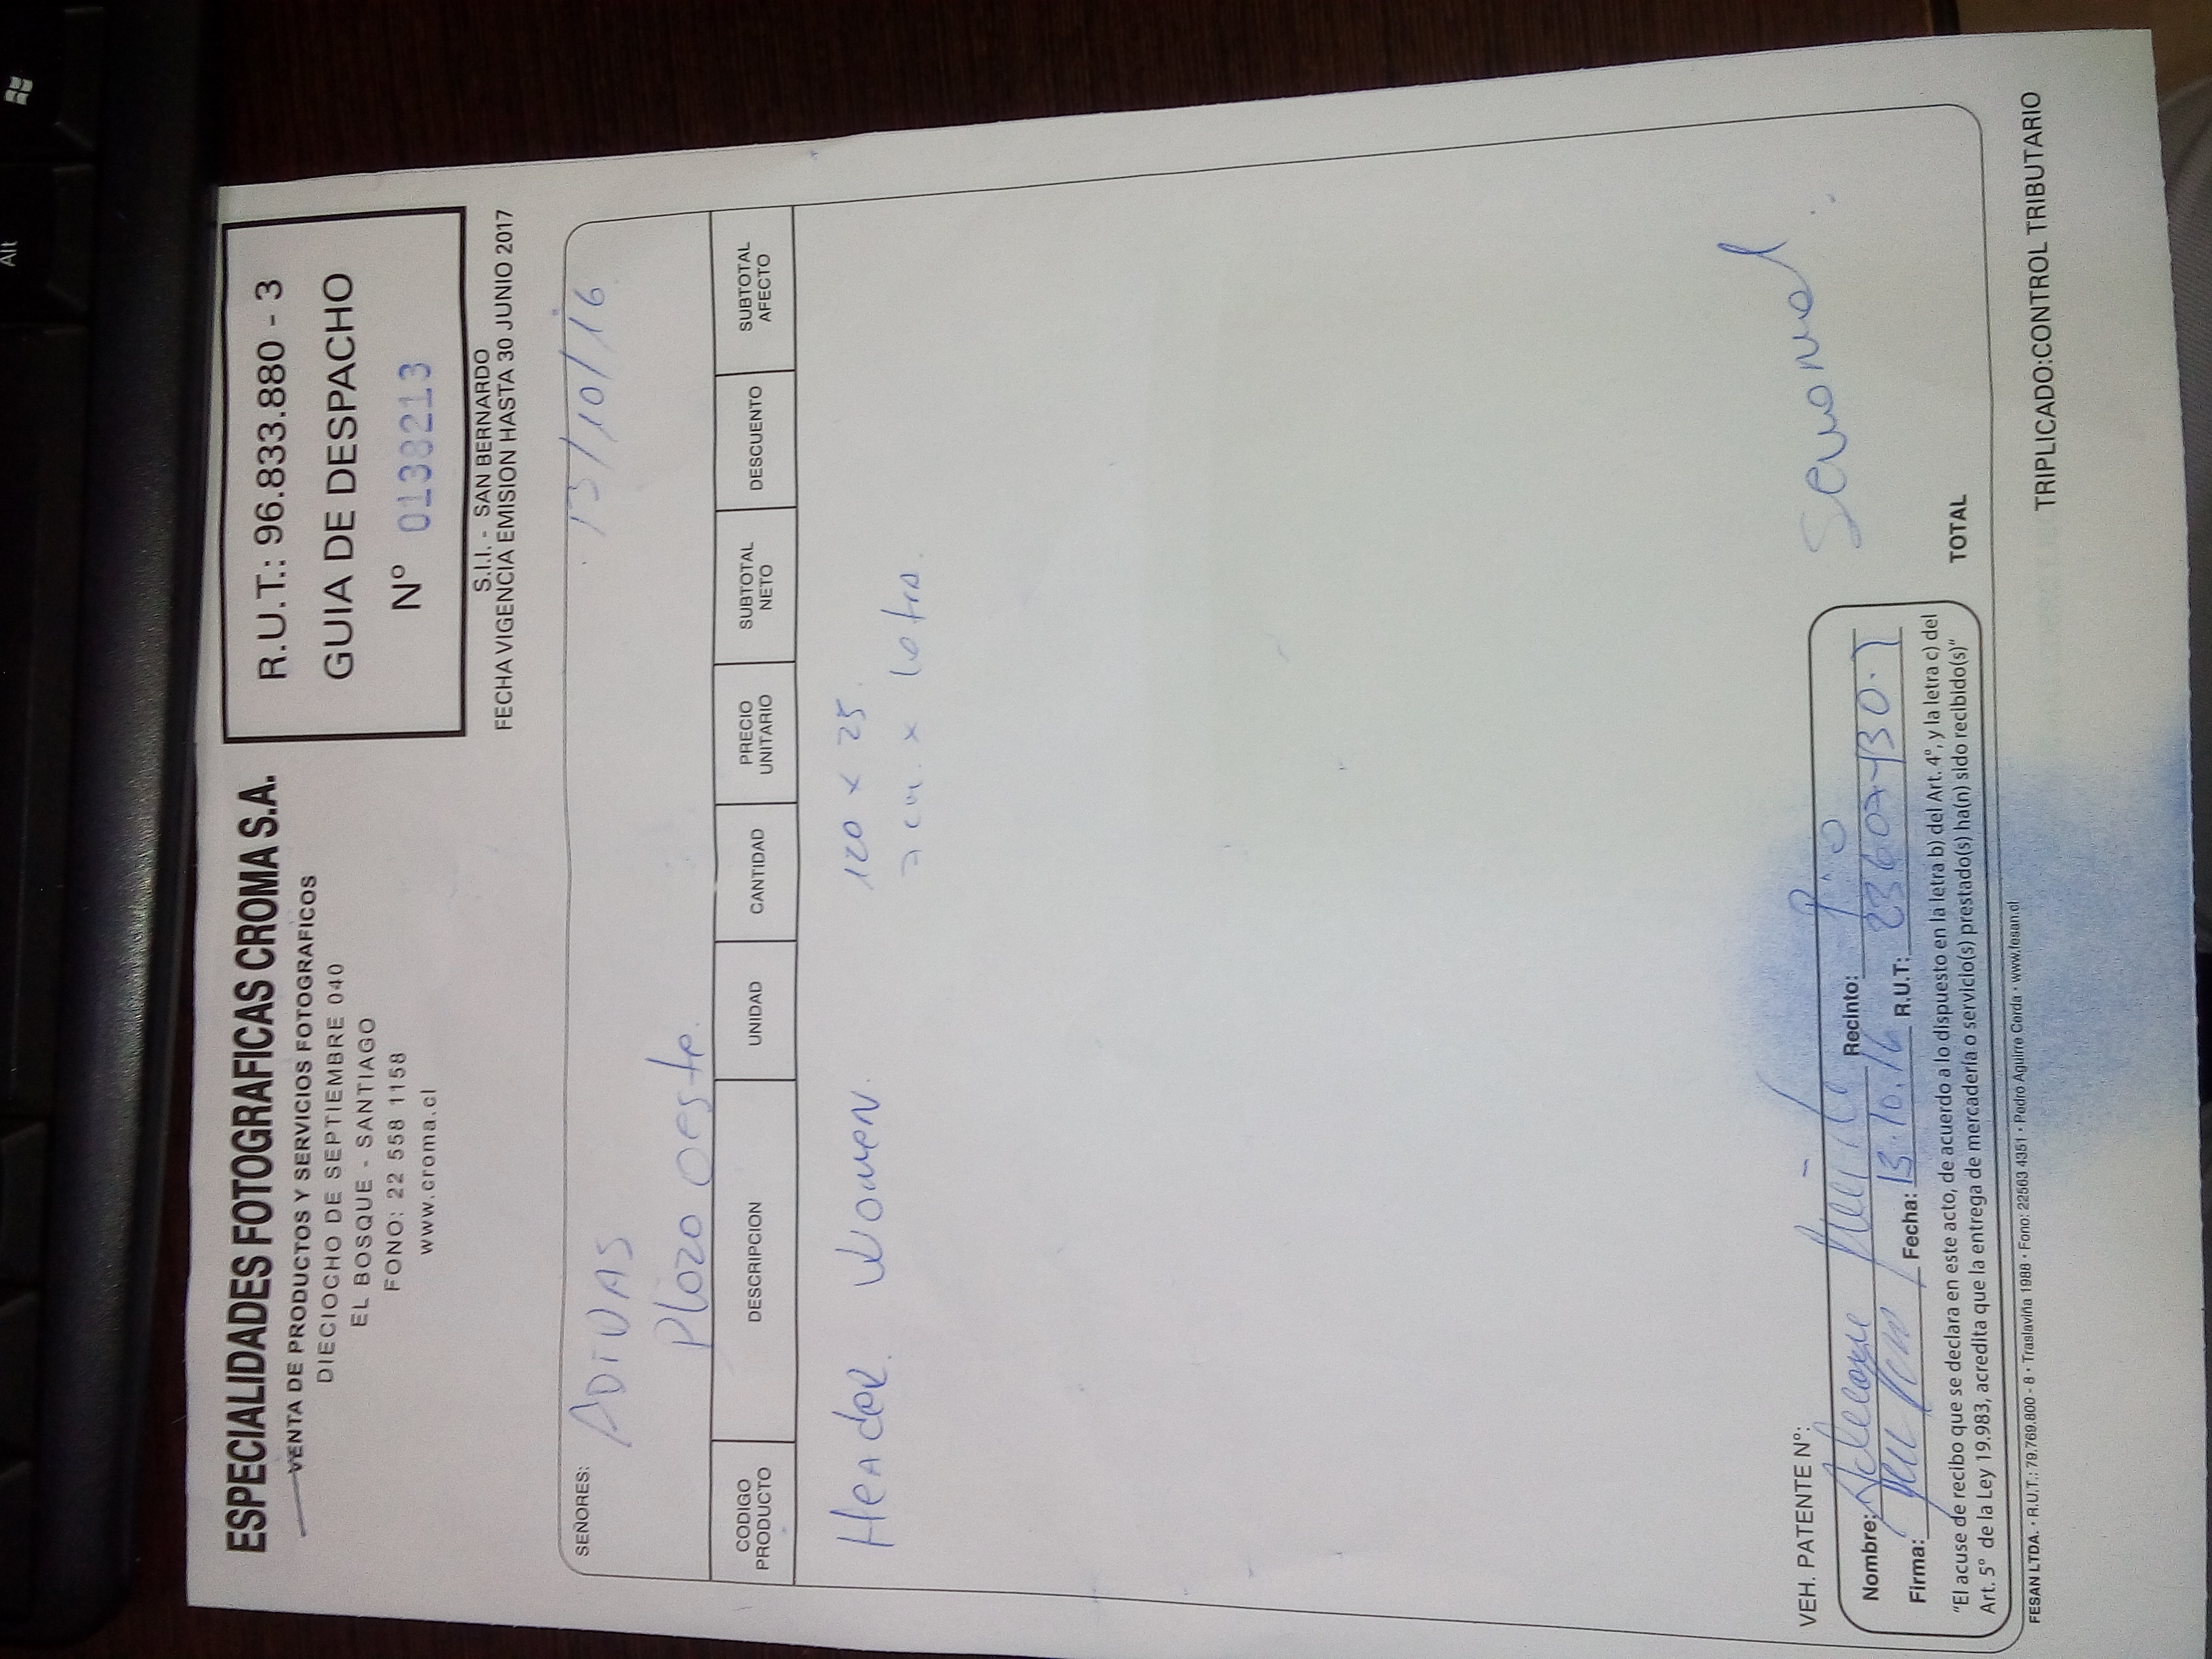 Alt
ESPECIALIDADES FOTOGRAFICAS CROMA S.A.
VENTA DE PRODUCTOS Y SERVICIOS FOTOGRAFICOS
DIECIOCHO DE SEPTIEMBRE 040
EL BOSQUE - SANTIAGO
FONO: 22 558 1158
www.croma.cl
R.U.T.: 96.833.880 - 3
GUIA DE DESPACHO
Nº 0138213
S.I.I. - SAN BERNARDO
FECHA VIGENCIA EMISION HASTA 30 JUNIO 2017
SEÑORES: ADIDAS 13/10/16
Plaza oeste.
CODIGO PRODUCTO DESCRIPCION UNIDAD CANTIDAD PRECIO UNITARIO SUBTOTAL NETO DESCUENTO SUBTOTAL AFECTO
HeAdeR. WomeN. 120 x 25.
7 cm. x letra.
VEH. PATENTE Nº:
Nombre: Recinto:
Firma: Fecha: 13.10.16 R.U.T:
"El acuse de recibo que se declara en este acto, de acuerdo a lo dispuesto en la letra b) del Art. 4º, y la letra c) del
Art. 5º de la Ley 19.983, acredita que la entrega de mercadería o servicio(s) prestado(s) ha(n) sido recibido(s)"
TOTAL
FESAN LTDA. • R.U.T.: 79.769.800 - 8 • Traslaviña 1988 • Fono: 22563 4351 • Pedro Aguirre Cerda • www.fesan.cl
TRIPLICADO:CONTROL TRIBUTARIO